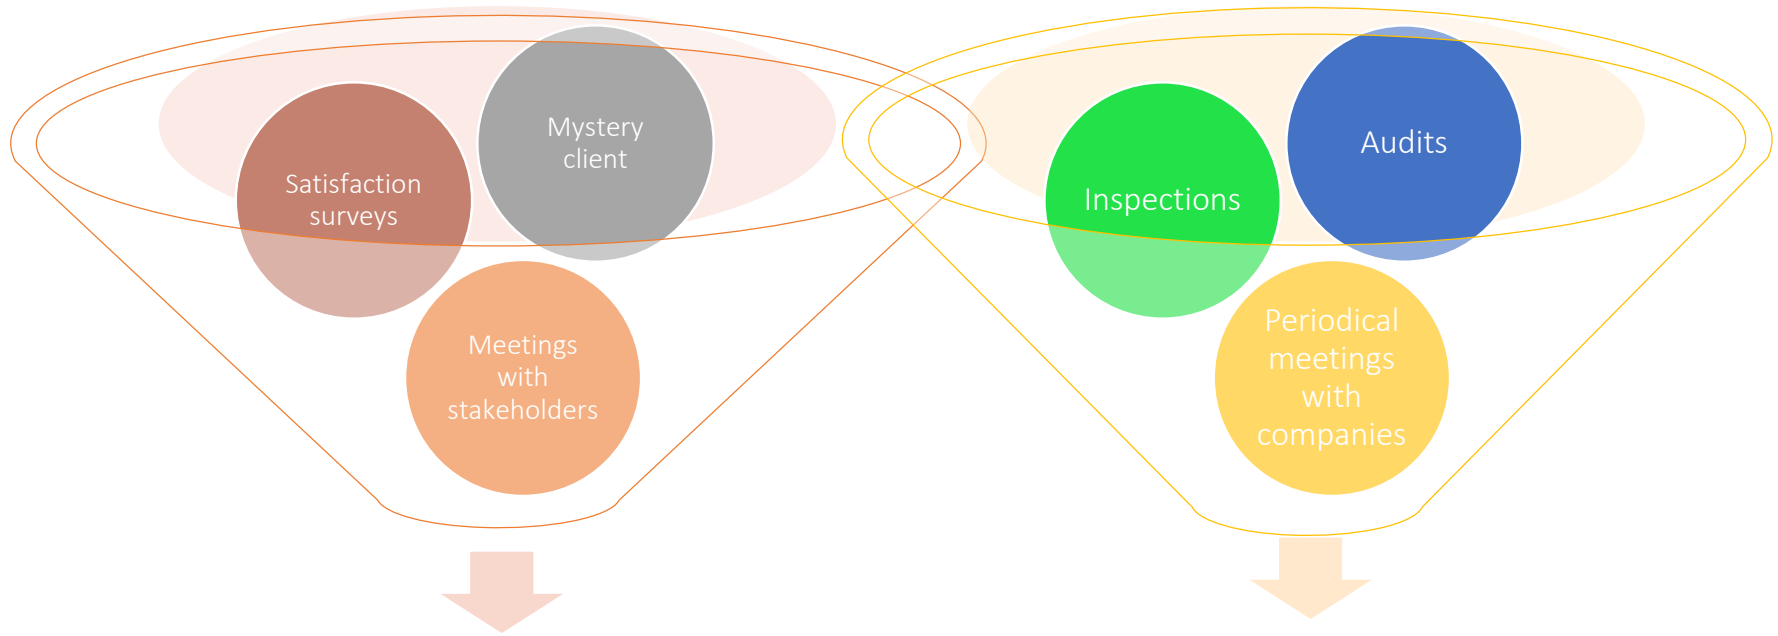 Mystery
client
Satisfaction
surveys
Meetings
with
stakeholders
Audits
Inspections
Periodical
meetings
with
companies